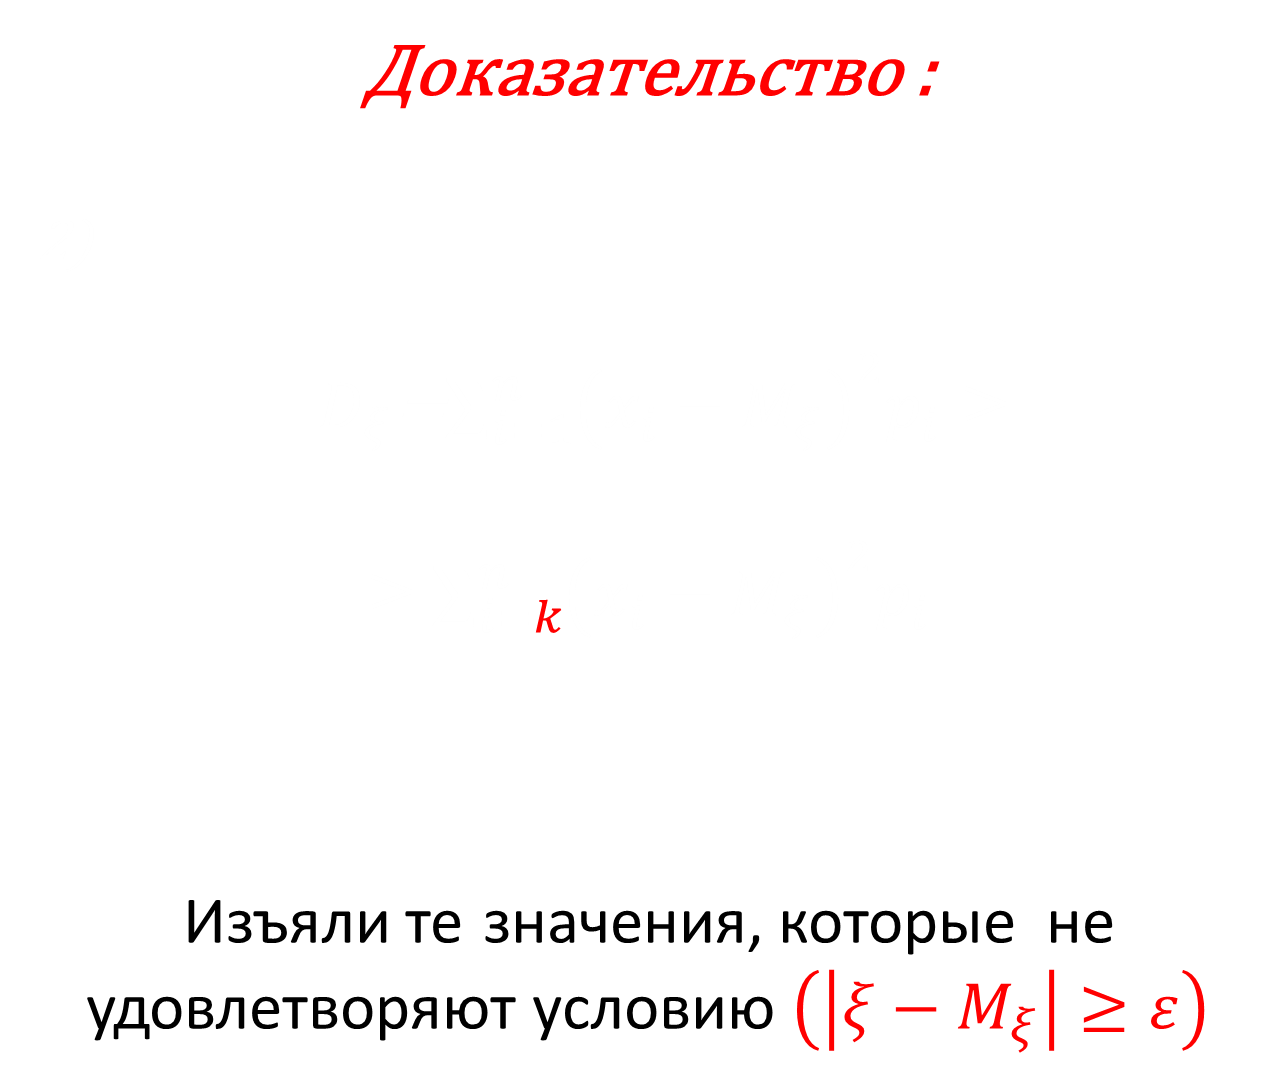 Доказательство :
k
Изъяли те значения, которые не
удовлетворяют условию (|ξ − M_ξ| ≥ ε)